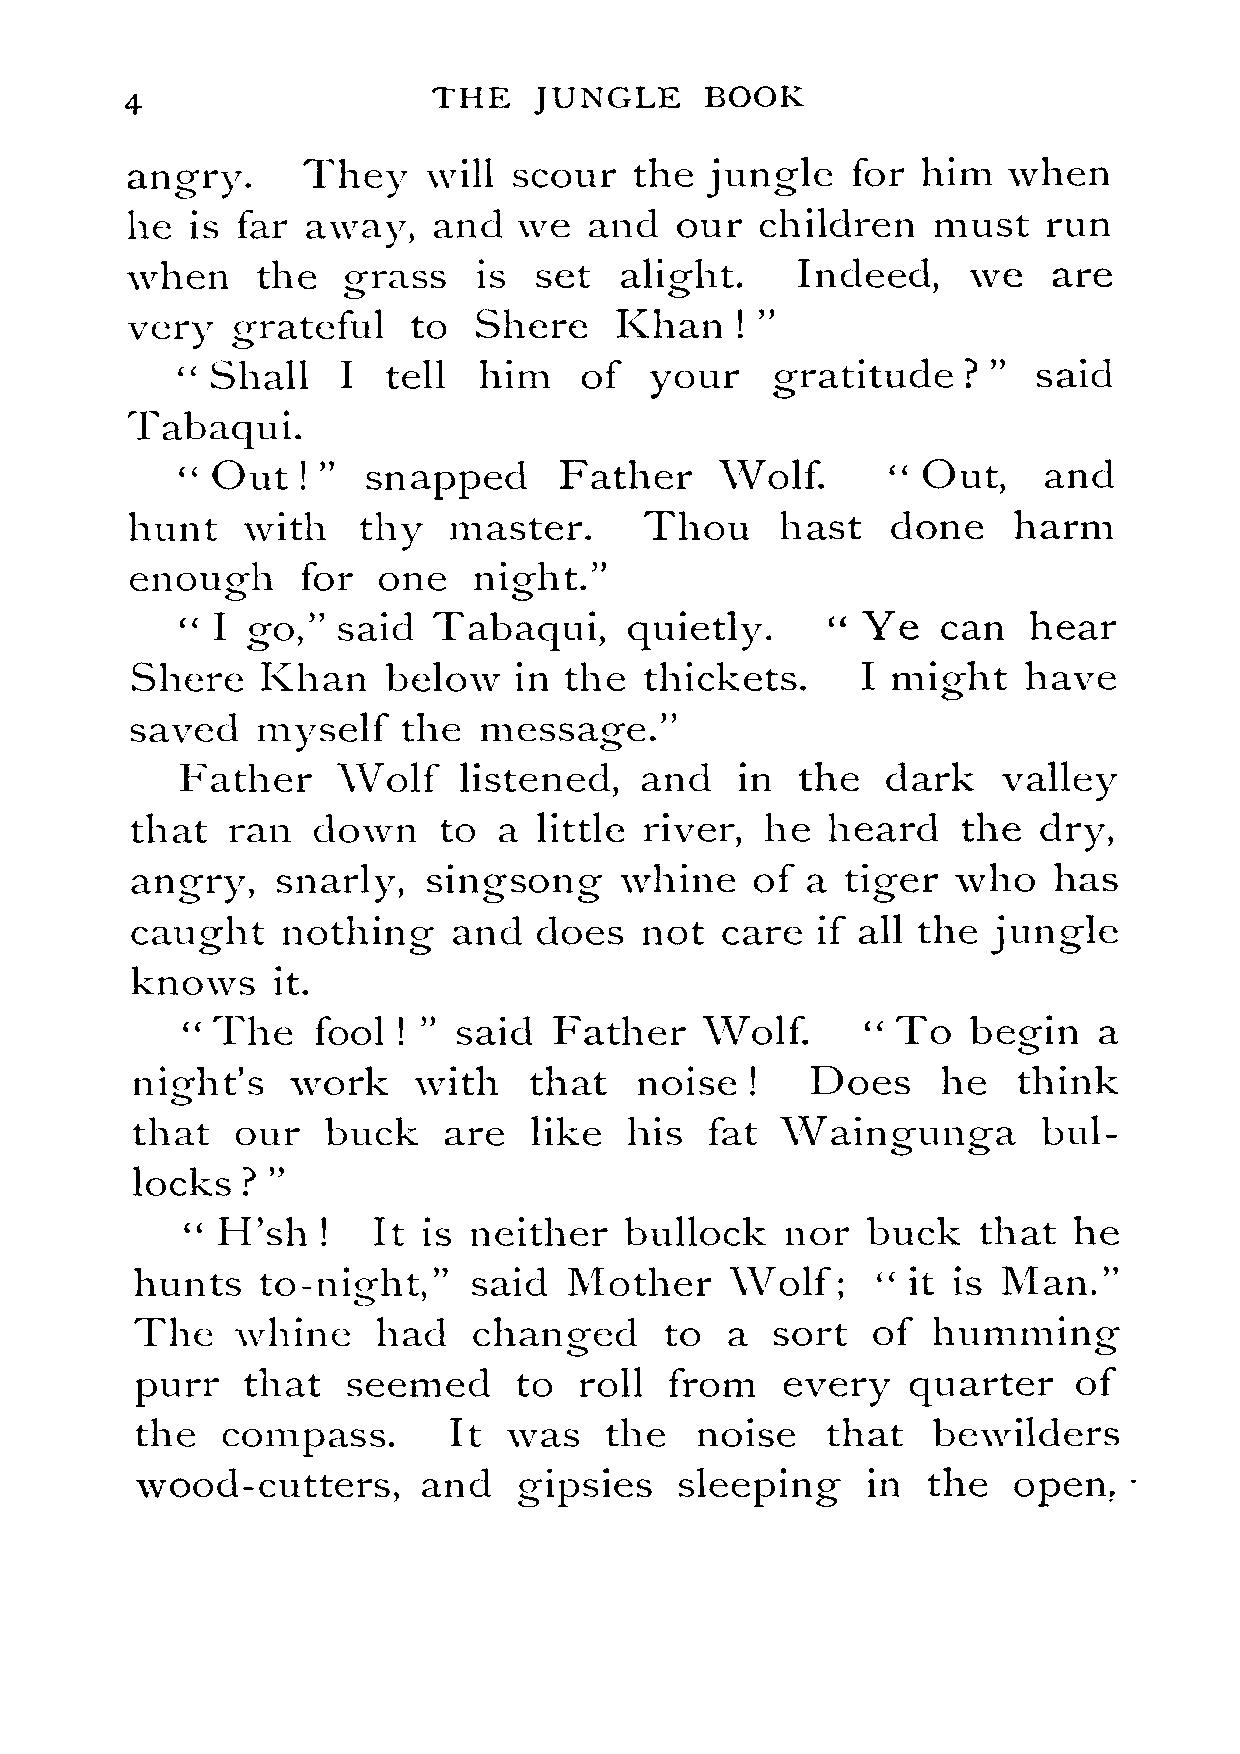 4 THE JUNGLE BOOK
angry. They will scour the jungle for him when
he is far away, and we and our children must run
when the grass is set alight. Indeed, we are
very grateful to Shere Khan ! ”
“ Shall I tell him of your gratitude ? ” said
Tabaqui.
“ Out ! ” snapped Father Wolf. “ Out, and
hunt with thy master. Thou hast done harm
enough for one night.”
“ I go,” said Tabaqui, quietly. “ Ye can hear
Shere Khan below in the thickets. I might have
saved myself the message.”
Father Wolf listened, and in the dark valley
that ran down to a little river, he heard the dry,
angry, snarly, singsong whine of a tiger who has
caught nothing and does not care if all the jungle
knows it.
“ The fool ! ” said Father Wolf. “ To begin a
night’s work with that noise ! Does he think
that our buck are like his fat Waingunga bul-
locks ? ”
“ H’sh ! It is neither bullock nor buck that he
hunts to-night,” said Mother Wolf ; “ it is Man.”
The whine had changed to a sort of humming
purr that seemed to roll from every quarter of
the compass. It was the noise that bewilders
wood-cutters, and gipsies sleeping in the open,